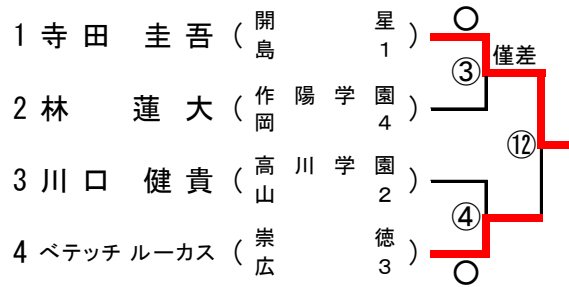 1 寺田 圭吾 (開星 島1) ○
③ 僅差
2 林 蓮大 (作陽学園 岡4)
⑫
3 川口 健貴 (高川学園 山2)
④
4 ベテッチ ルーカス (崇徳 広3) ○